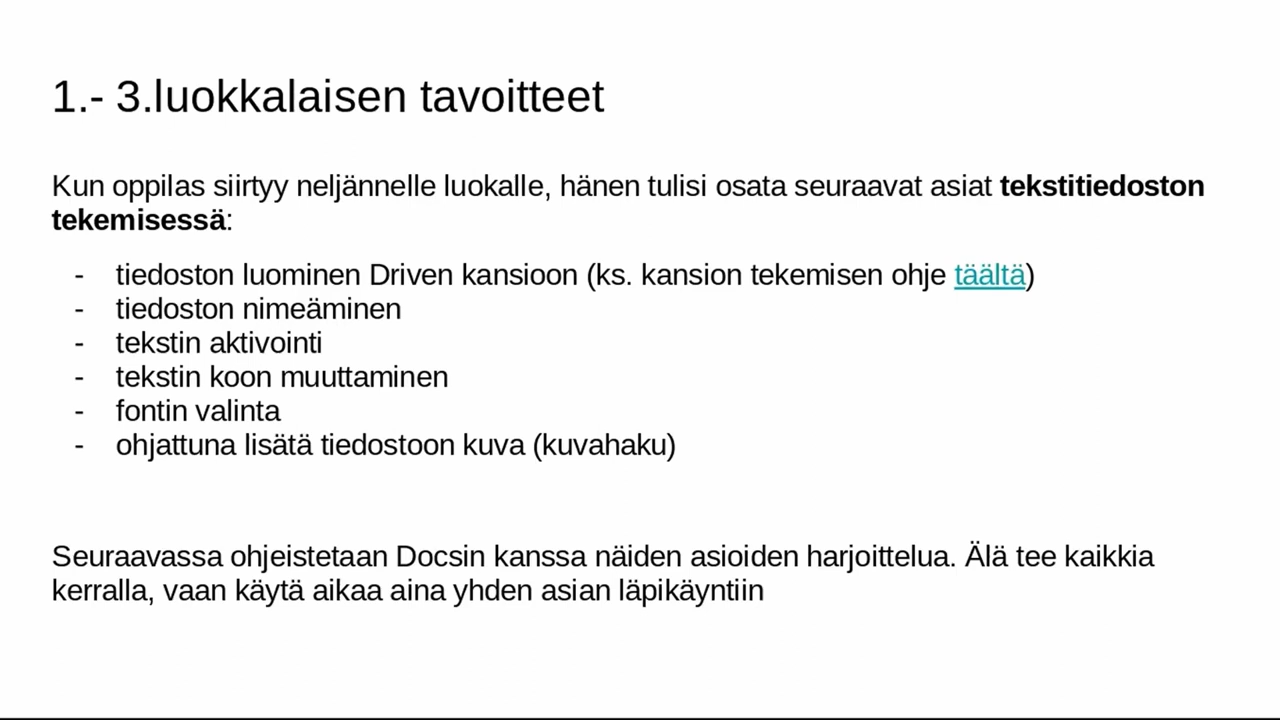 1.- 3.luokkalaisen tavoitteet
Kun oppilas siirtyy neljännelle luokalle, hänen tulisi osata seuraavat asiat tekstitiedoston
tekemisessä:
- tiedoston luominen Driven kansioon (ks. kansion tekemisen ohje täältä)
- tiedoston nimeäminen
- tekstin aktivointi
- tekstin koon muuttaminen
- fontin valinta
- ohjattuna lisätä tiedostoon kuva (kuvahaku)
Seuraavassa ohjeistetaan Docsin kanssa näiden asioiden harjoittelua. Älä tee kaikkia
kerralla, vaan käytä aikaa aina yhden asian läpikäyntiin